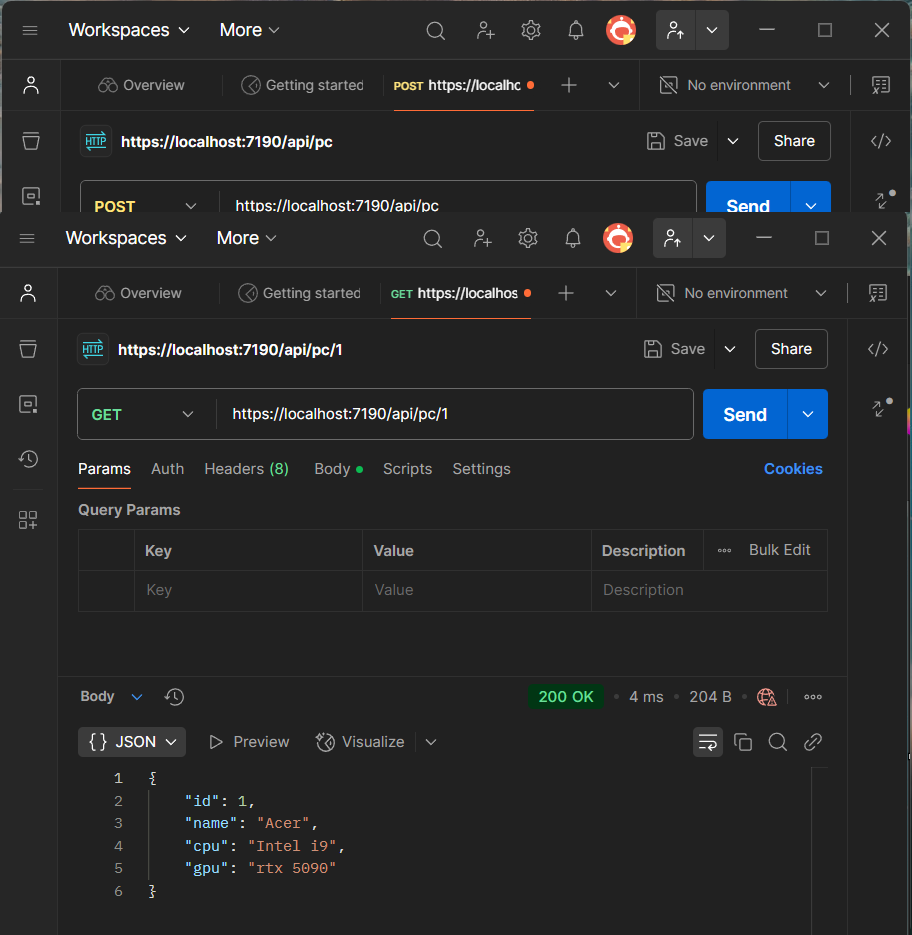 Workspaces More
Overview Getting started POST https://localhc No environment
HTTP https://localhost:7190/api/pc Save Share
POST https://localhost:7190/api/pc Send
Workspaces More
Overview Getting started GET https://localhos No environment
HTTP https://localhost:7190/api/pc/1 Save Share
GET https://localhost:7190/api/pc/1 Send
Params Auth Headers (8) Body Scripts Settings Cookies
Query Params
Key Value Description Bulk Edit
Key Value Description
Body 200 OK 4 ms 204 B
{} JSON Preview Visualize
1 {
2 "id": 1,
3 "name": "Acer",
4 "cpu": "Intel i9",
5 "gpu": "rtx 5090"
6 }